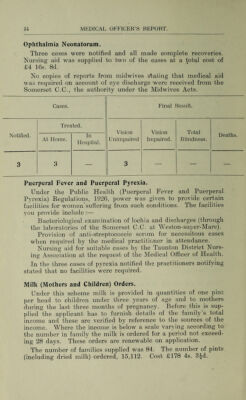 34 MEDICAL OFFICER'S REPORT.
Ophthalmia Neonatorum.
Three cases were notified and all made complete recoveries.
Nursing aid was supplied to two of the cases at a total cost of
£4 16s. 8d.
No copies of reports from midwives stating that medical aid
was required on account of eye discharge were received from the
Somerset C.C., the authority under the Midwives Acts.
Cases. Final Result.
Notified. Treated. Vision Unimpaired Vision Impaired. Total Blindness. Deaths.
At Home. In Hospital.
3 3 — 3 — — —
Puerperal Fever and Puerperal Pyrexia.
Under the Public Health (Puerperal Fever and Puerperal
Pyrexia) Regulations, 1926, power was given to provide certain
facilities for women suffering from such conditions. The facilities
you provide include:—
Bacteriological examination of lochia and discharges (through
the laboratories of the Somerset C.C. at Weston-super-Mare).
Provision of anti-streptococcic serum for necessitous cases
when required by the medical practitioner in attendance.
Nursing aid for suitable cases by the Taunton District Nurs-
ing Association at the request of the Medical Officer of Health.
In the three cases of pyrexia notified the practitioners notifying
stated that no facilities were required.
Milk (Mothers and Children) Orders.
Under this scheme milk is provided in quantities of one pint
per head to children under three years of age and to mothers
during the last three months of pregnancy. Before this is sup-
plied the applicant has to furnish details of the family's total
income and these are verified by reference to the sources of the
income. Where the income is below a scale varying according to
the number in family the milk is ordered for a period not exceed-
ing 28 days. These orders are renewable on application.
The number of families supplied was 84. The number of pints
(including dried milk) ordered, 15,112. Cost £178 4s. 3½d.